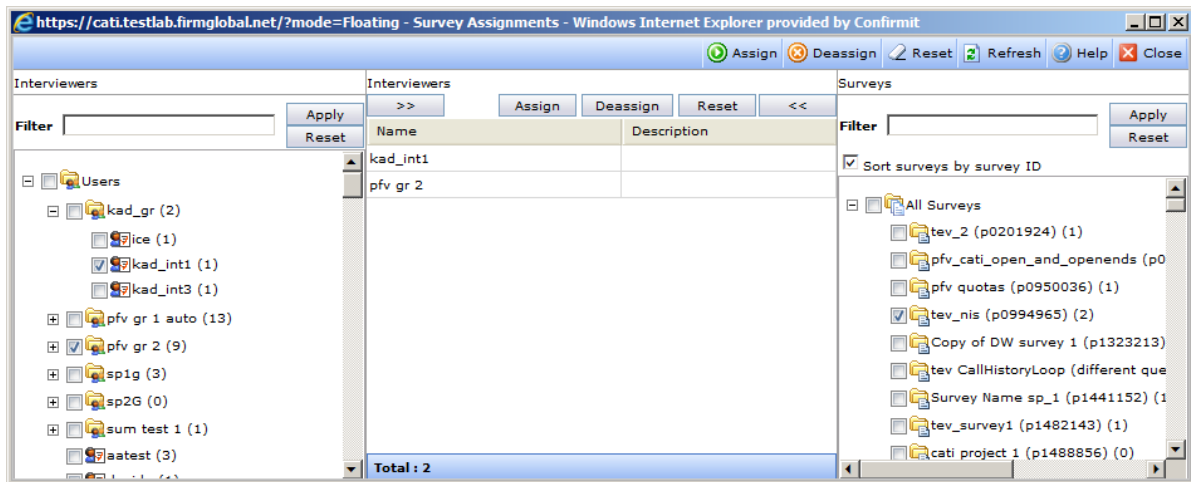 https://cati.testlab.firmglobal.net/?mode=Floating - Survey Assignments - Windows Internet Explorer provided by Confirmit
Assign Deassign Reset Refresh Help Close
Interviewers
Filter
Apply
Reset
Users
kad_gr (2)
ice (1)
kad_int1 (1)
kad_int3 (1)
pfv gr 1 auto (13)
pfv gr 2 (9)
sp1g (3)
sp2G (0)
sum test 1 (1)
aatest (3)
Interviewers
>> Assign Deassign Reset <<
Name Description
kad_int1
pfv gr 2
Total : 2
Surveys
Filter
Apply
Reset
Sort surveys by survey ID
All Surveys
tev_2 (p0201924) (1)
pfv_cati_open_and_openends (p0
pfv quotas (p0950036) (1)
tev_nis (p0994965) (2)
Copy of DW survey 1 (p1323213)
tev CallHistoryLoop (different que
Survey Name sp_1 (p1441152) (1
tev_survey1 (p1482143) (1)
cati project 1 (p1488856) (0)